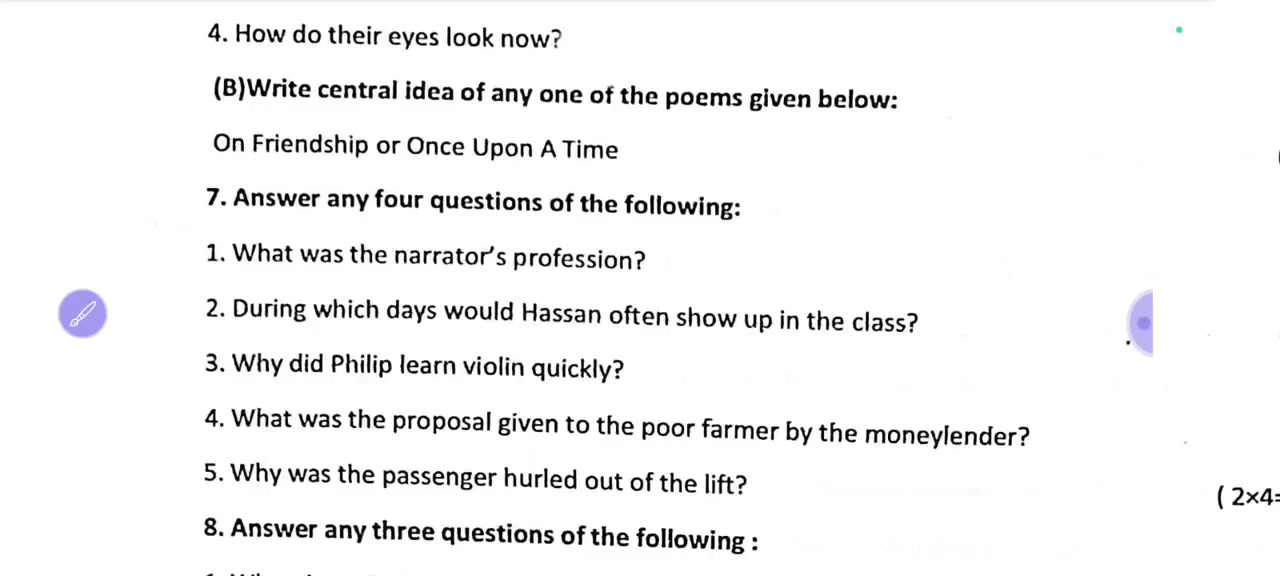 4. How do their eyes look now?
(B)Write central idea of any one of the poems given below:
On Friendship or Once Upon A Time
7. Answer any four questions of the following:
1. What was the narrator's profession?
2. During which days would Hassan often show up in the class?
3. Why did Philip learn violin quickly?
4. What was the proposal given to the poor farmer by the moneylender?
5. Why was the passenger hurled out of the lift?
( 2×4=
8. Answer any three questions of the following :